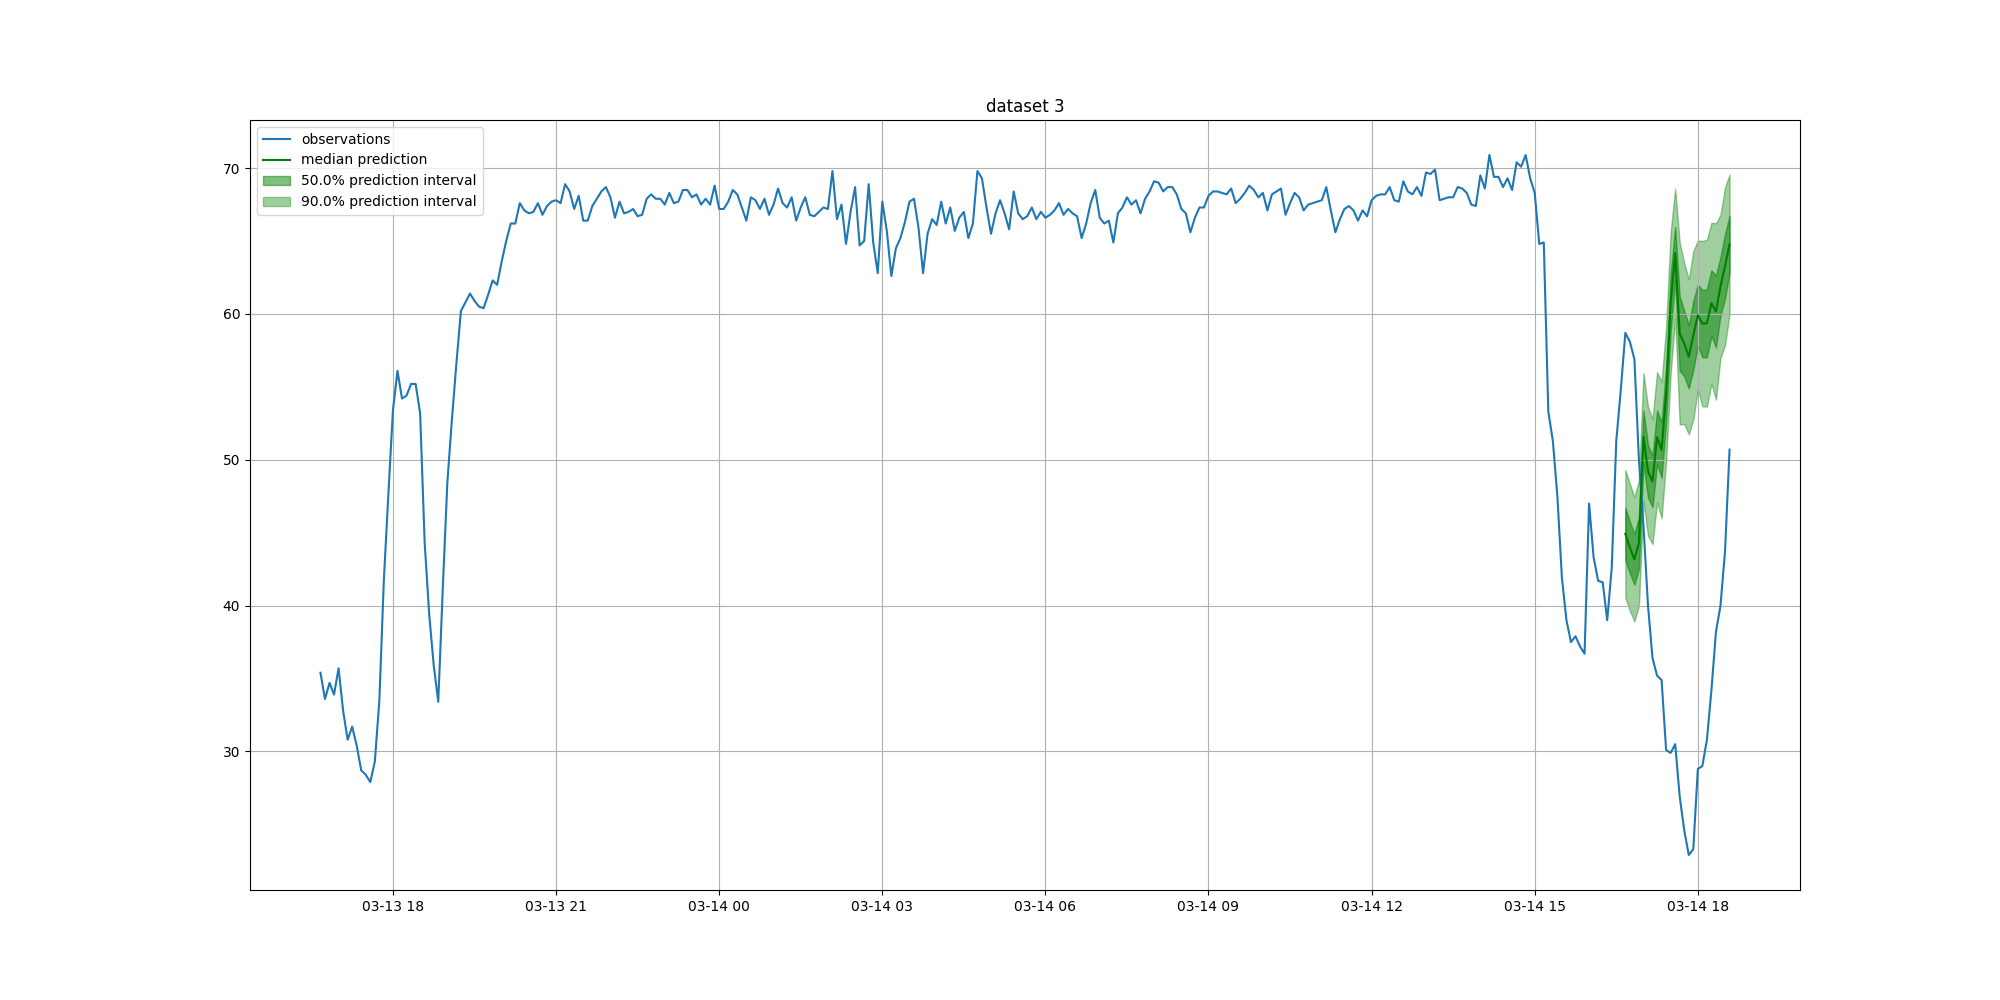 dataset 3
observations
median prediction
50.0% prediction interval
90.0% prediction interval
70
60
50
40
30
03-13 18
03-13 21
03-14 00
03-14 03
03-14 06
03-14 09
03-14 12
03-14 15
03-14 18